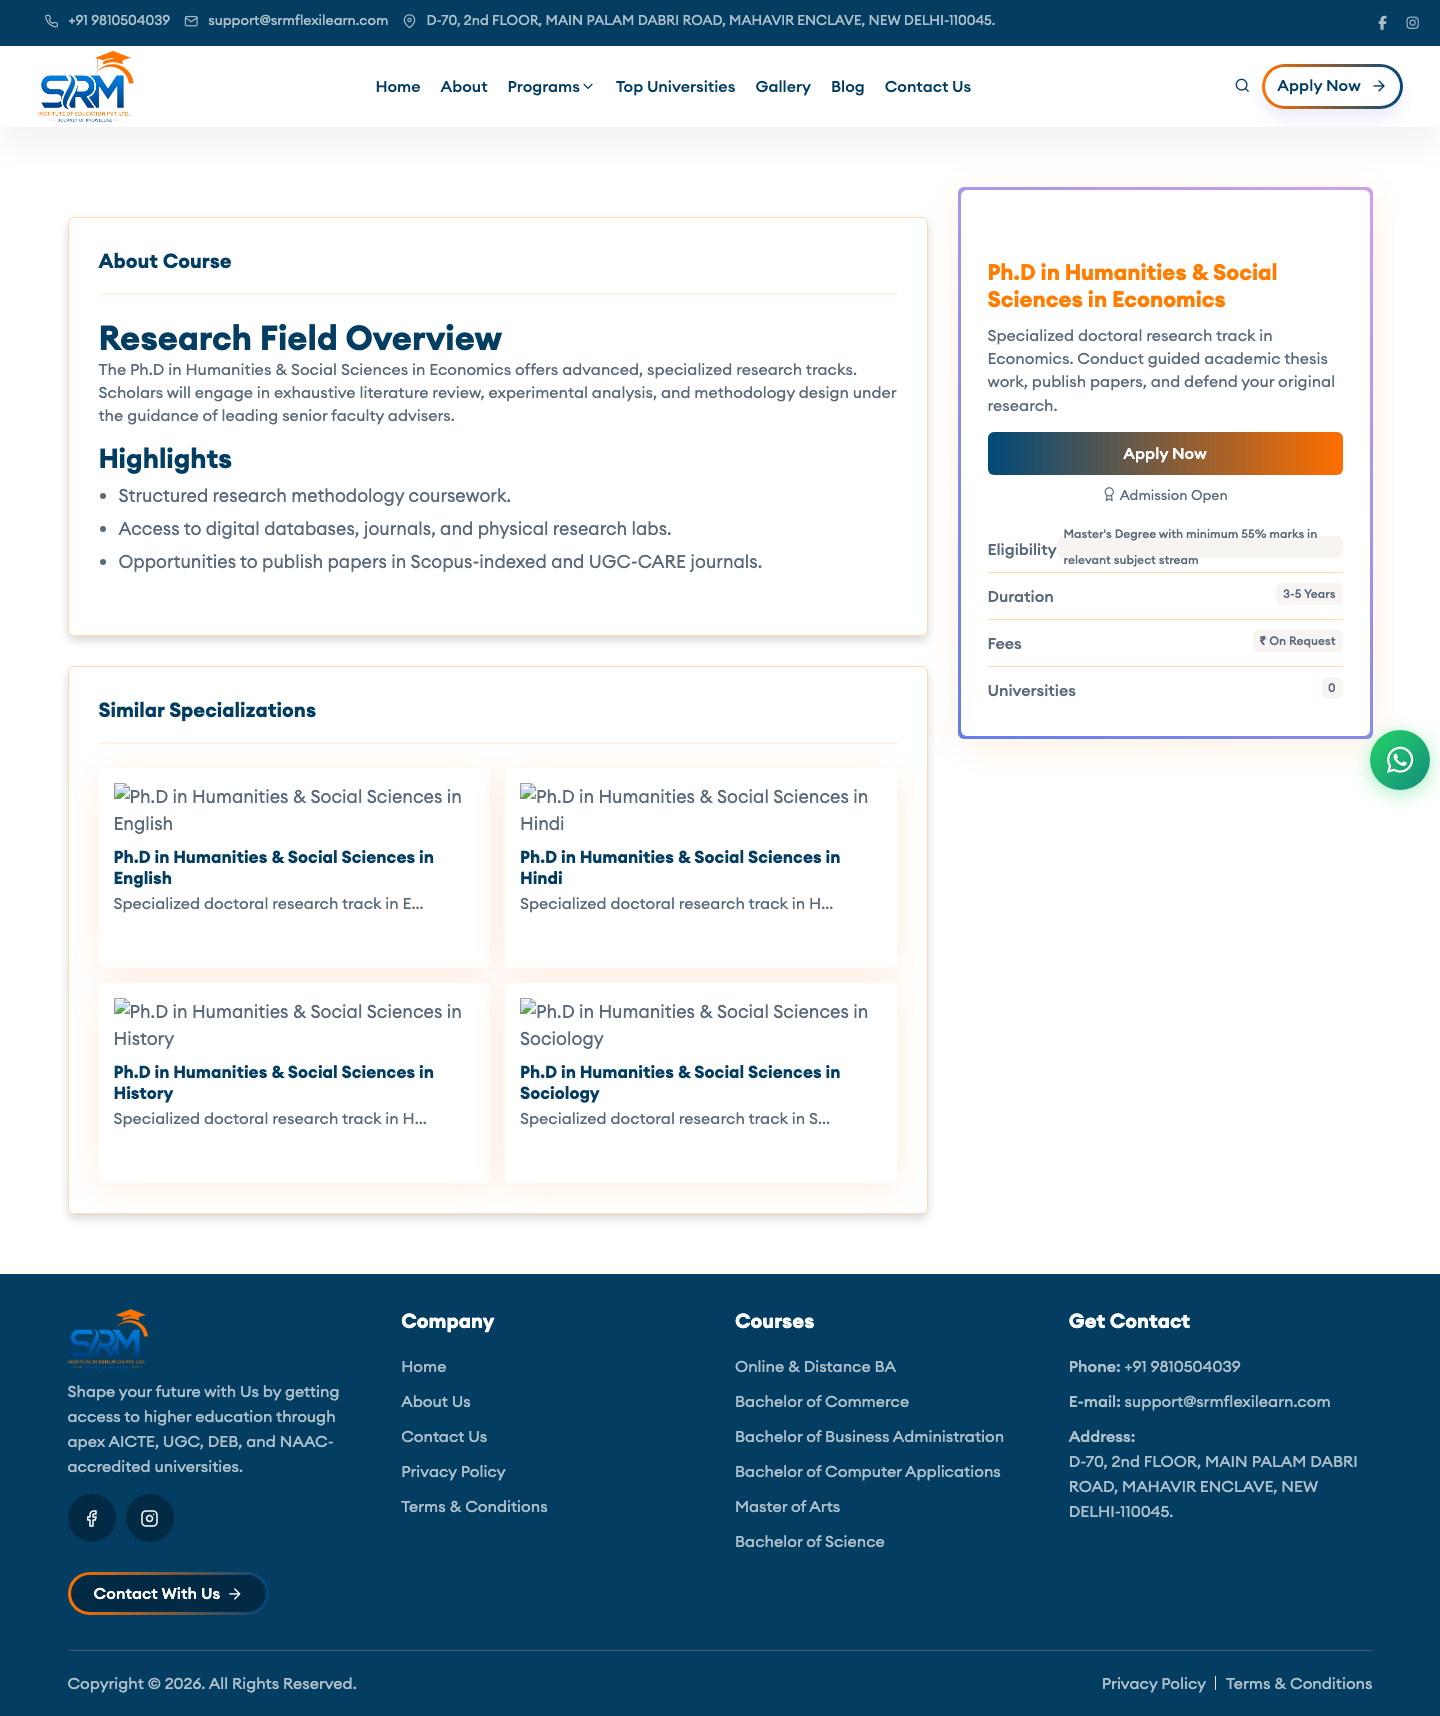 +91 9810504039 support@srmflexilearn.com D-70, 2nd FLOOR, MAIN PALAM DABRI ROAD, MAHAVIR ENCLAVE, NEW DELHI-110045.
SRM
INSTITUTE OF EDUCATION PVT. LTD.
JOURNEY OF KNOWLEDGE
Home About Programs Top Universities Gallery Blog Contact Us
Apply Now
About Course
Research Field Overview
The Ph.D in Humanities & Social Sciences in Economics offers advanced, specialized research tracks.
Scholars will engage in exhaustive literature review, experimental analysis, and methodology design under
the guidance of leading senior faculty advisers.
Highlights
• Structured research methodology coursework.
• Access to digital databases, journals, and physical research labs.
• Opportunities to publish papers in Scopus-indexed and UGC-CARE journals.
Ph.D in Humanities & Social
Sciences in Economics
Specialized doctoral research track in
Economics. Conduct guided academic thesis
work, publish papers, and defend your original
research.
Apply Now
Admission Open
Eligibility Master's Degree with minimum 55% marks in
relevant subject stream
Duration 3-5 Years
Fees ₹ On Request
Universities 0
Similar Specializations
Ph.D in Humanities & Social Sciences in
English
Ph.D in Humanities & Social Sciences in
English
Specialized doctoral research track in E...
Ph.D in Humanities & Social Sciences in
Hindi
Ph.D in Humanities & Social Sciences in
Hindi
Specialized doctoral research track in H...
Ph.D in Humanities & Social Sciences in
History
Ph.D in Humanities & Social Sciences in
History
Specialized doctoral research track in H...
Ph.D in Humanities & Social Sciences in
Sociology
Ph.D in Humanities & Social Sciences in
Sociology
Specialized doctoral research track in S...
SRM
INSTITUTE OF EDUCATION PVT. LTD.
Shape your future with Us by getting
access to higher education through
apex AICTE, UGC, DEB, and NAAC-
accredited universities.
Contact With Us
Company
Home
About Us
Contact Us
Privacy Policy
Terms & Conditions
Courses
Online & Distance BA
Bachelor of Commerce
Bachelor of Business Administration
Bachelor of Computer Applications
Master of Arts
Bachelor of Science
Get Contact
Phone: +91 9810504039
E-mail: support@srmflexilearn.com
Address:
D-70, 2nd FLOOR, MAIN PALAM DABRI
ROAD, MAHAVIR ENCLAVE, NEW
DELHI-110045.
Copyright © 2026. All Rights Reserved.
Privacy Policy | Terms & Conditions